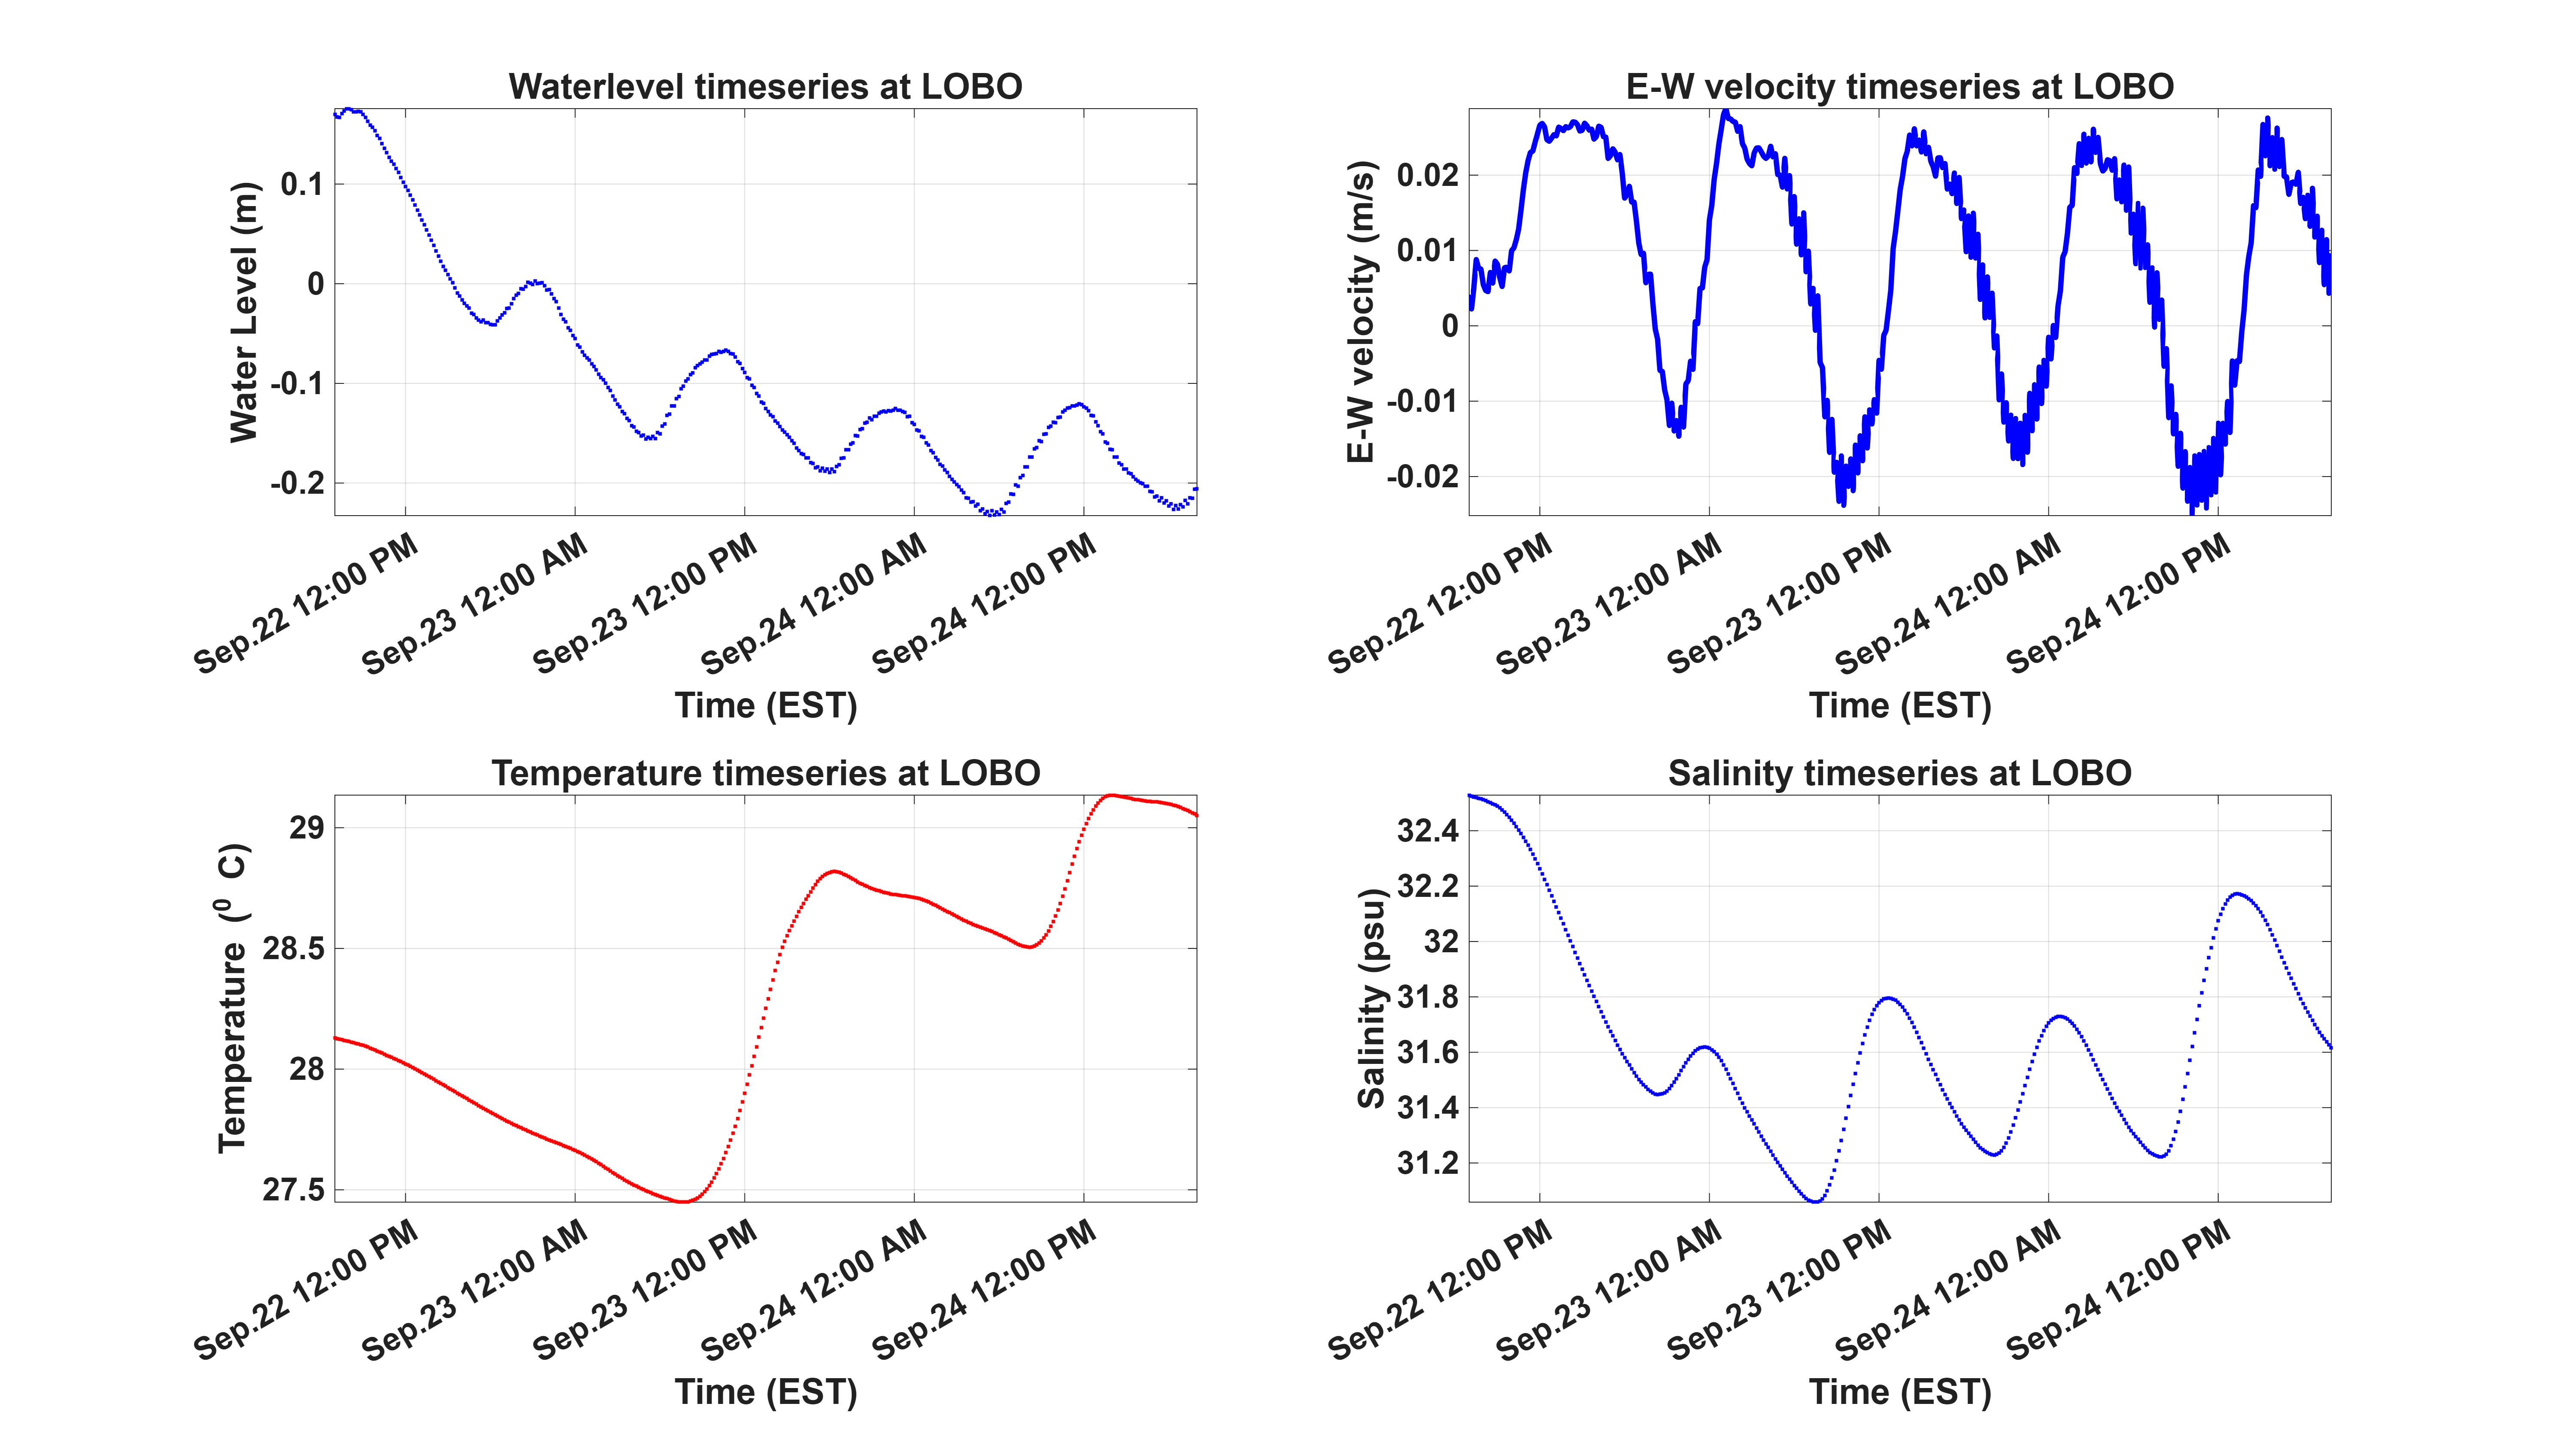 Waterlevel timeseries at LOBO
Water Level (m)
0.1
0
-0.1
-0.2
Sep.22 12:00 PM
Sep.23 12:00 AM
Sep.23 12:00 PM
Sep.24 12:00 AM
Sep.24 12:00 PM
Time (EST)
E-W velocity timeseries at LOBO
E-W velocity (m/s)
0.02
0.01
0
-0.01
-0.02
Sep.22 12:00 PM
Sep.23 12:00 AM
Sep.23 12:00 PM
Sep.24 12:00 AM
Sep.24 12:00 PM
Time (EST)
Temperature timeseries at LOBO
Temperature (⁰ C)
29
28.5
28
27.5
Sep.22 12:00 PM
Sep.23 12:00 AM
Sep.23 12:00 PM
Sep.24 12:00 AM
Sep.24 12:00 PM
Time (EST)
Salinity timeseries at LOBO
Salinity (psu)
32.4
32.2
32
31.8
31.6
31.4
31.2
Sep.22 12:00 PM
Sep.23 12:00 AM
Sep.23 12:00 PM
Sep.24 12:00 AM
Sep.24 12:00 PM
Time (EST)